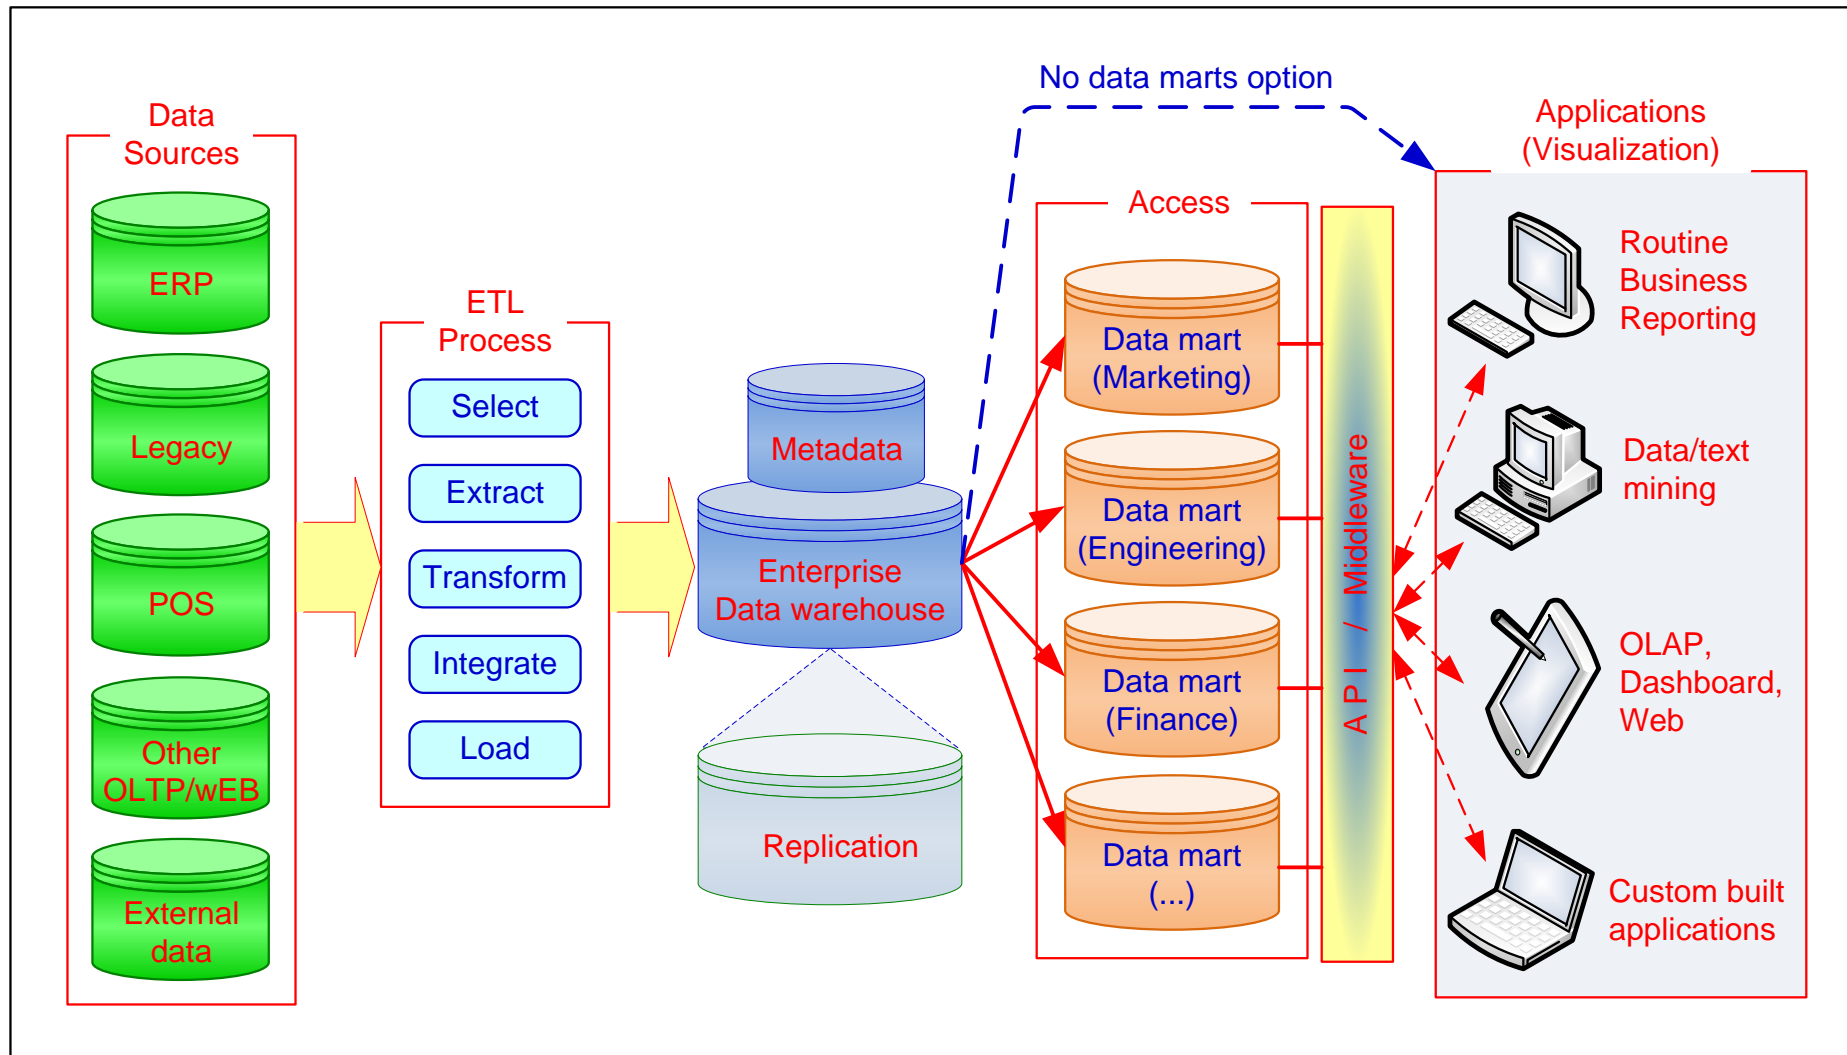 No data marts option
Data
Sources
ERP
Legacy
POS
Other
OLTP/wEB
External
data
ETL
Process
Select
Extract
Transform
Integrate
Load
Metadata
Enterprise
Data warehouse
Replication
Access
Data mart
(Marketing)
Data mart
(Engineering)
Data mart
(Finance)
Data mart
(...)
API / Middleware
Applications
(Visualization)
Routine
Business
Reporting
Data/text
mining
OLAP,
Dashboard,
Web
Custom built
applications